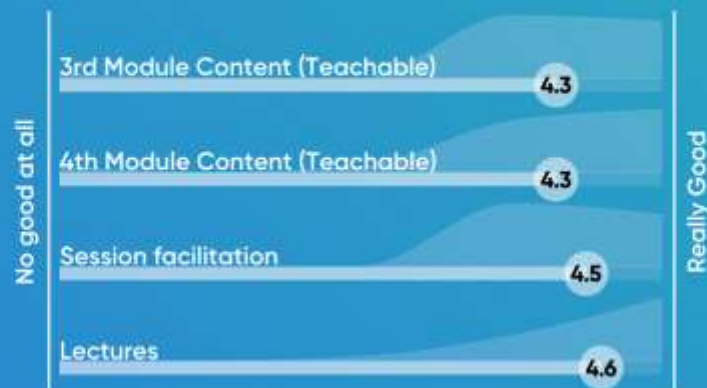 No good at all
3rd Module Content (Teachable)
4.3
4th Module Content (Teachable)
4.3
Session facilitation
4.5
Lectures
4.6
Really Good